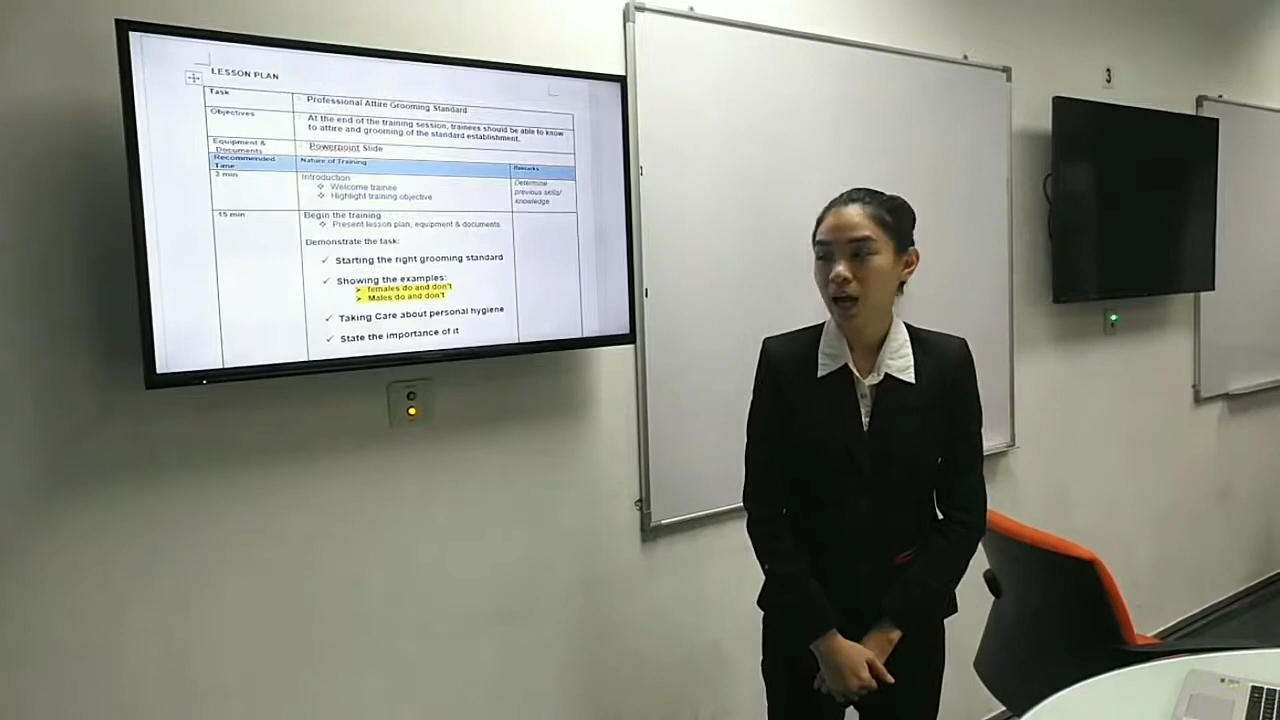 LESSON PLAN
Task Professional Attire Grooming Standard
Objectives At the end of the training session, trainees should be able to know
to attire and grooming of the standard establishment.
Equipment & Powerpoint Slide
Documents
Recommended Nature of Training Remarks
Time
2 min Introduction Determine
❖ Welcome trainee previous skills/
❖ Highlight training objective knowledge
15 min Begin the training
❖ Present lesson plan, equipment & documents
Demonstrate the task:
✓ Starting the right grooming standard
✓ Showing the examples:
➢ females do and don't
➢ Males do and don't
✓ Taking Care about personal hygiene
✓ State the importance of it
3